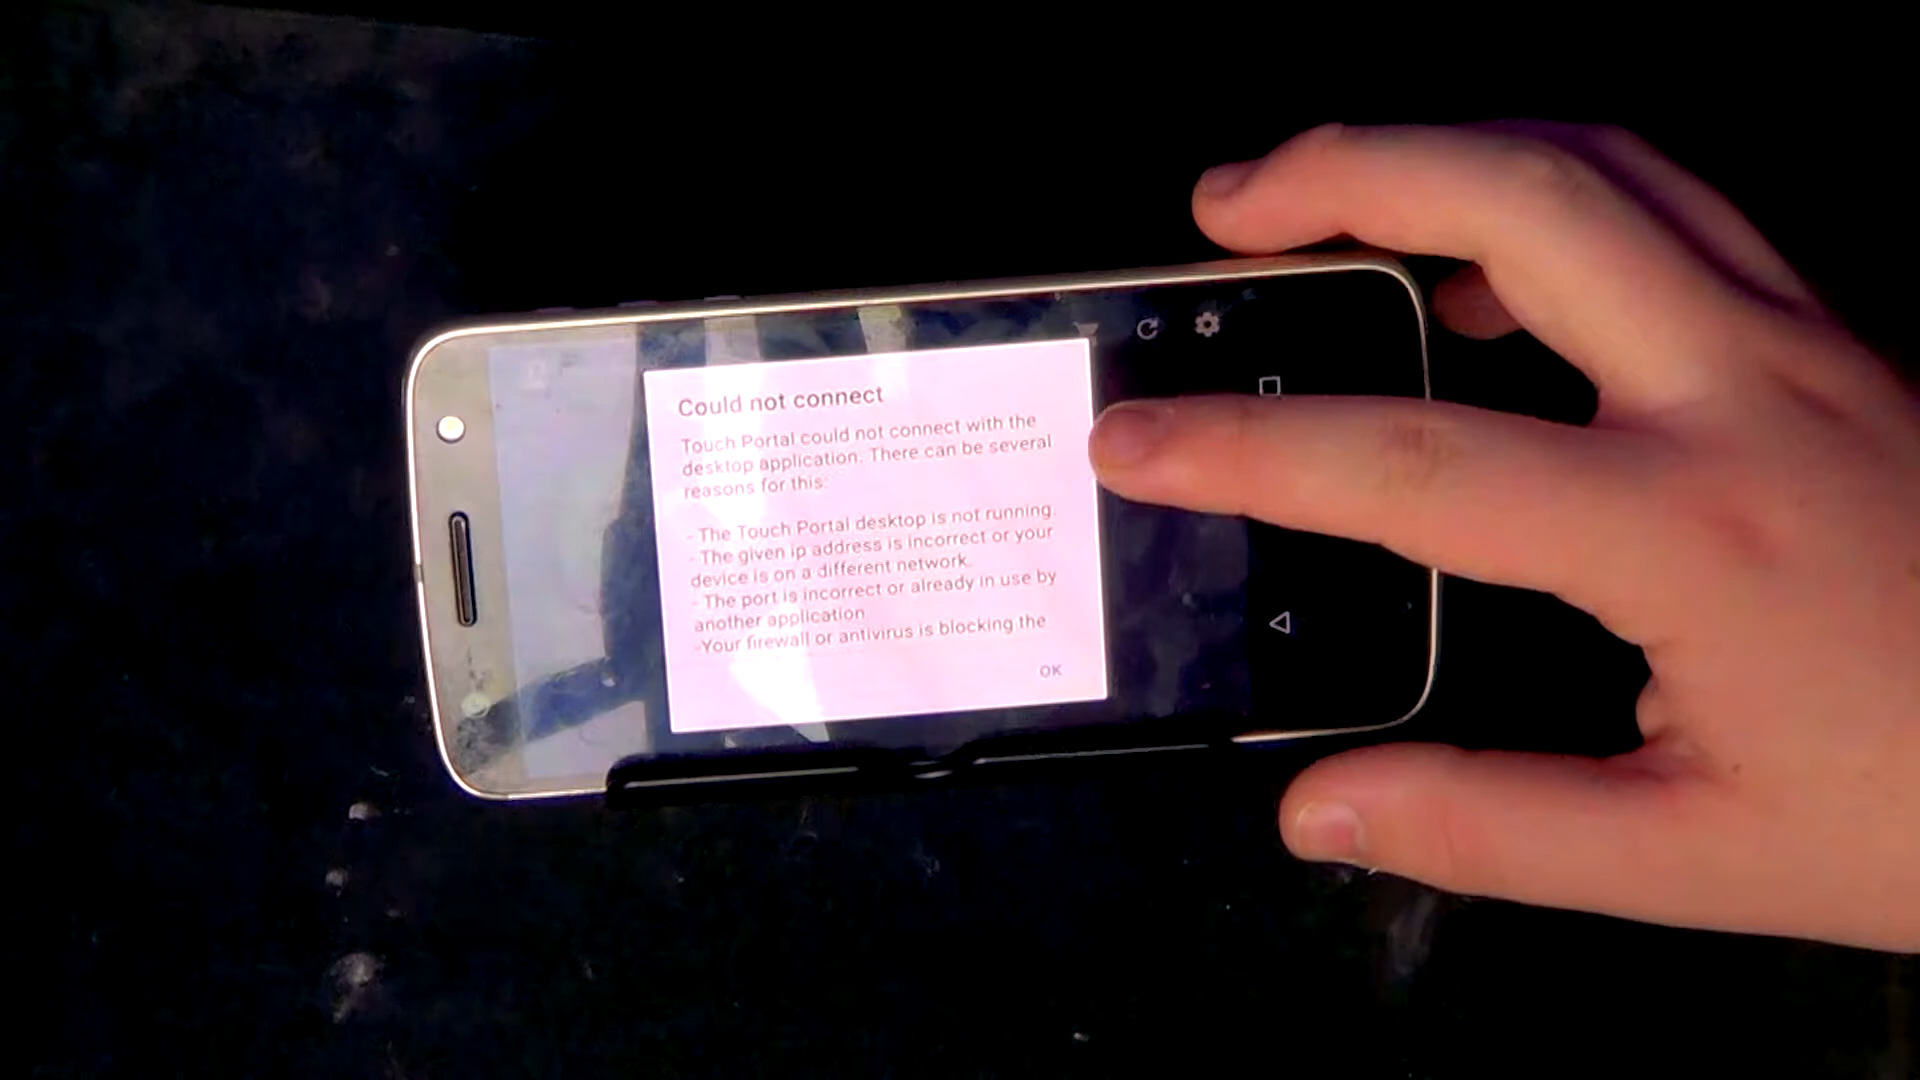 Could not connect
Touch Portal could not connect with the
desktop application. There can be several
reasons for this:
- The Touch Portal desktop is not running.
- The given ip address is incorrect or your
device is on a different network.
- The port is incorrect or already in use by
another application
-Your firewall or antivirus is blocking the
OK